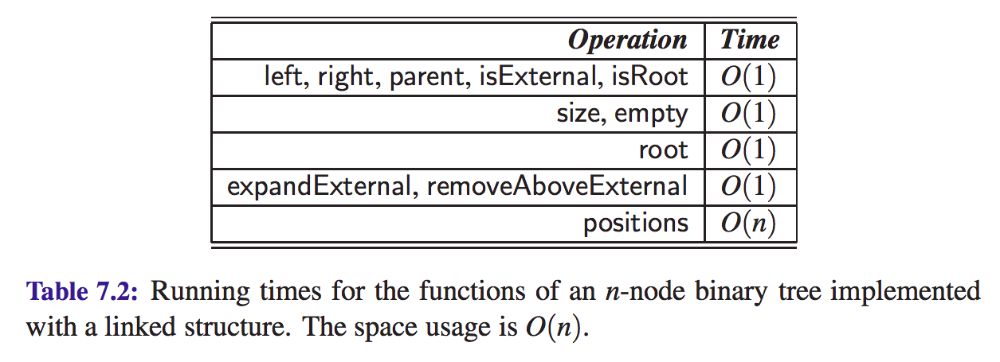 Operation Time
left, right, parent, isExternal, isRoot O(1)
size, empty O(1)
root O(1)
expandExternal, removeAboveExternal O(1)
positions O(n)
Table 7.2: Running times for the functions of an n-node binary tree implemented
with a linked structure. The space usage is O(n).